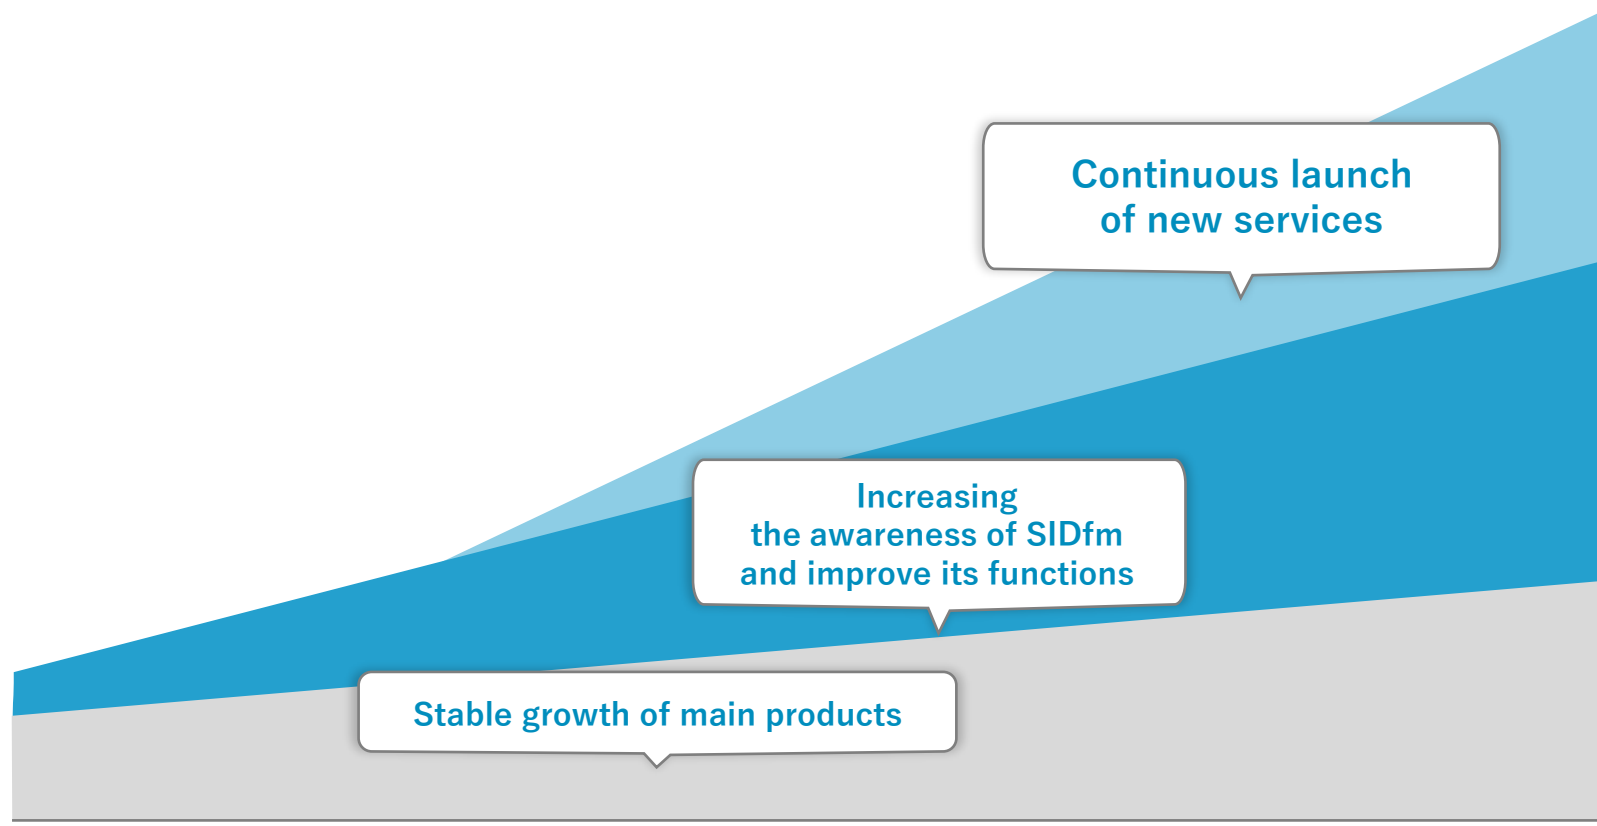 Continuous launch
of new services
Increasing
the awareness of SIDfm
and improve its functions
Stable growth of main products